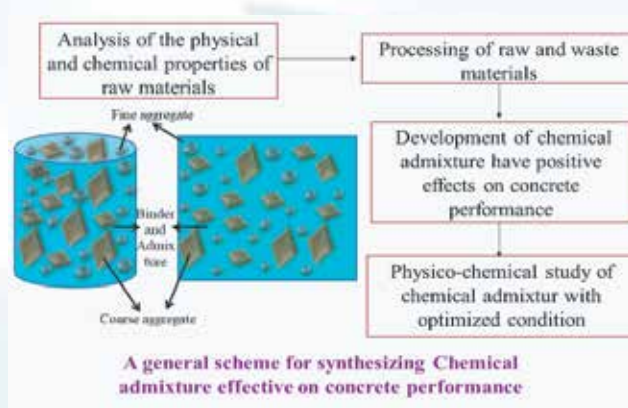 Analysis of the physical
and chemical properties of
raw materials
Processing of raw and waste
materials
Fine aggregate
Development of chemical
admixture have positive
effects on concrete
performance
Binder
and
Admix
ture
Physico-chemical study of
chemical admixtur with
optimized condition
Coarse aggregate
A general scheme for synthesizing Chemical
admixture effective on concrete performance